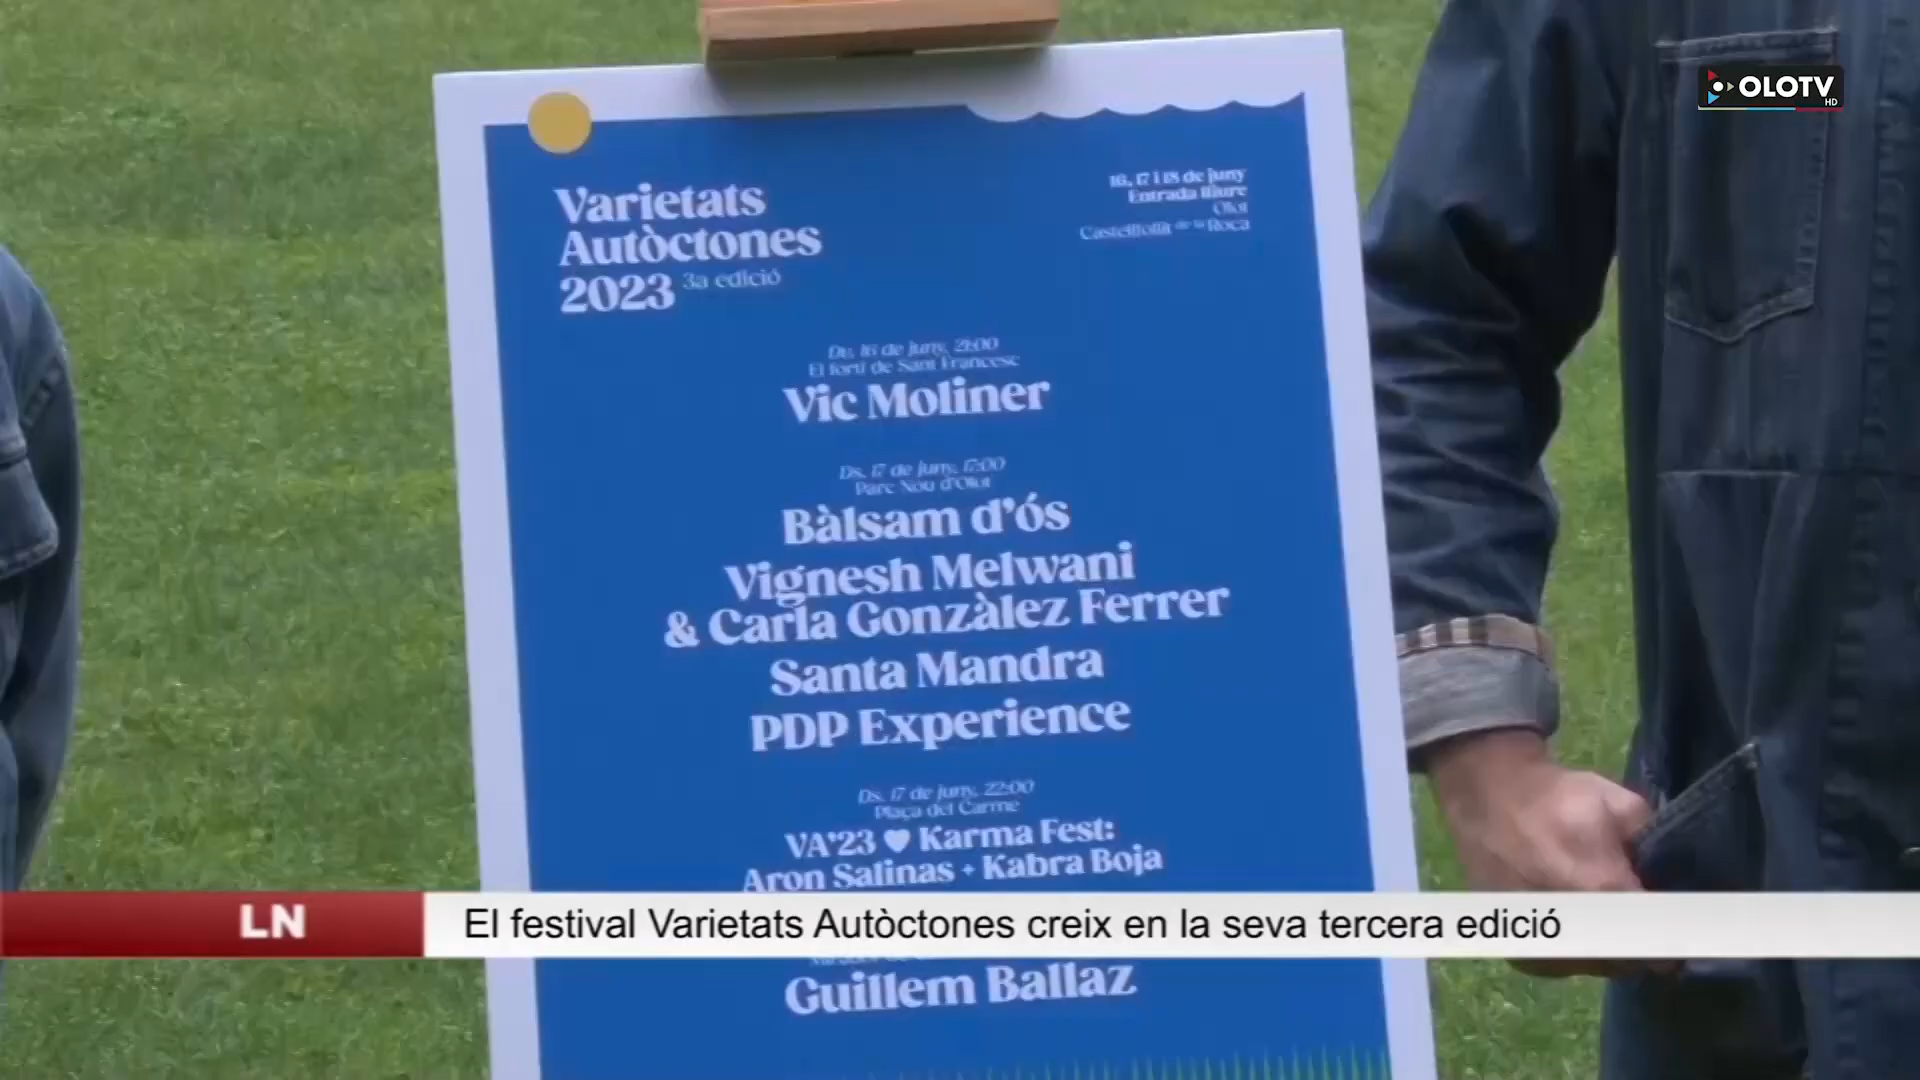 OLOTV
HD
Varietats
Autòctones
2023 3a edició
16, 17 i 18 de juny
Entrada lliure
Olot
Castellfollit de la Roca
Dv, 16 de juny, 21:00
El fortí de Sant Francesc
Vic Moliner
Ds, 17 de juny, 17:00
Parc Nou d'Olot
Bàlsam d'ós
Vignesh Melwani
& Carla Gonzàlez Ferrer
Santa Mandra
PDP Experience
Ds, 17 de juny, 22:00
Plaça del Carme
VA'23 ♥ Karma Fest:
Aron Salinas + Kabra Boja
LN El festival Varietats Autòctones creix en la seva tercera edició
Guillem Ballaz